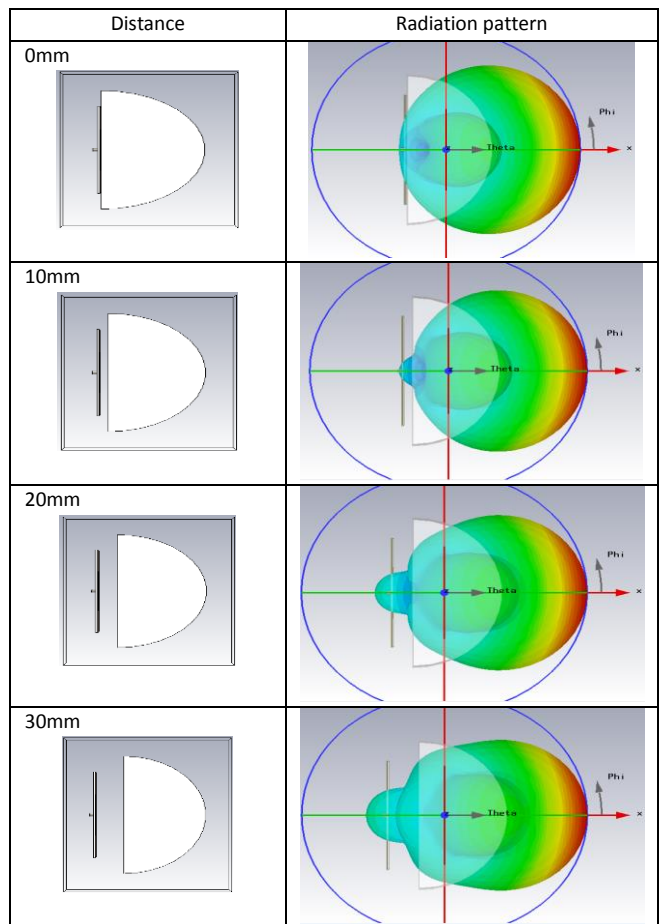 Distance Radiation pattern
0mm
Phi
Theta x
10mm
Phi
Theta x
20mm
Phi
Theta x
30mm
Phi
Theta x